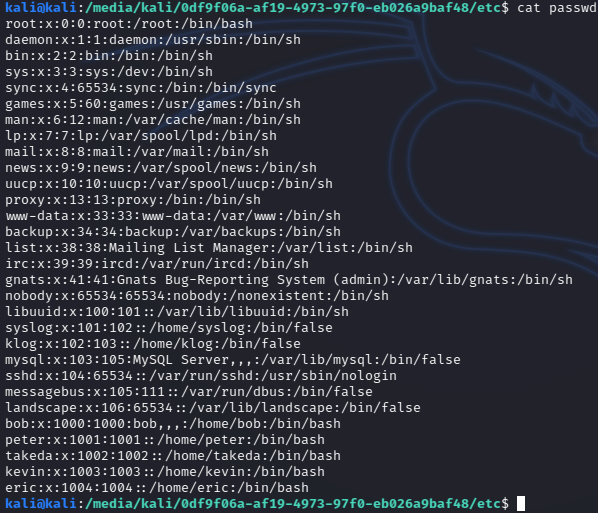 kali@kali:/media/kali/0df9f06a-af19-4973-97f0-eb026a9baf48/etc$ cat passwd
root:x:0:0:root:/root:/bin/bash
daemon:x:1:1:daemon:/usr/sbin:/bin/sh
bin:x:2:2:bin:/bin:/bin/sh
sys:x:3:3:sys:/dev:/bin/sh
sync:x:4:65534:sync:/bin:/bin/sync
games:x:5:60:games:/usr/games:/bin/sh
man:x:6:12:man:/var/cache/man:/bin/sh
lp:x:7:7:lp:/var/spool/lpd:/bin/sh
mail:x:8:8:mail:/var/mail:/bin/sh
news:x:9:9:news:/var/spool/news:/bin/sh
uucp:x:10:10:uucp:/var/spool/uucp:/bin/sh
proxy:x:13:13:proxy:/bin:/bin/sh
www-data:x:33:33:www-data:/var/www:/bin/sh
backup:x:34:34:backup:/var/backups:/bin/sh
list:x:38:38:Mailing List Manager:/var/list:/bin/sh
irc:x:39:39:ircd:/var/run/ircd:/bin/sh
gnats:x:41:41:Gnats Bug-Reporting System (admin):/var/lib/gnats:/bin/sh
nobody:x:65534:65534:nobody:/nonexistent:/bin/sh
libuuid:x:100:101::/var/lib/libuuid:/bin/sh
syslog:x:101:102::/home/syslog:/bin/false
klog:x:102:103::/home/klog:/bin/false
mysql:x:103:105:MySQL Server,,,:/var/lib/mysql:/bin/false
sshd:x:104:65534::/var/run/sshd:/usr/sbin/nologin
messagebus:x:105:111::/var/run/dbus:/bin/false
landscape:x:106:65534::/var/lib/landscape:/bin/false
bob:x:1000:1000:bob,,,:/home/bob:/bin/bash
peter:x:1001:1001::/home/peter:/bin/bash
takeda:x:1002:1002::/home/takeda:/bin/bash
kevin:x:1003:1003::/home/kevin:/bin/bash
eric:x:1004:1004::/home/eric:/bin/bash
kali@kali:/media/kali/0df9f06a-af19-4973-97f0-eb026a9baf48/etc$